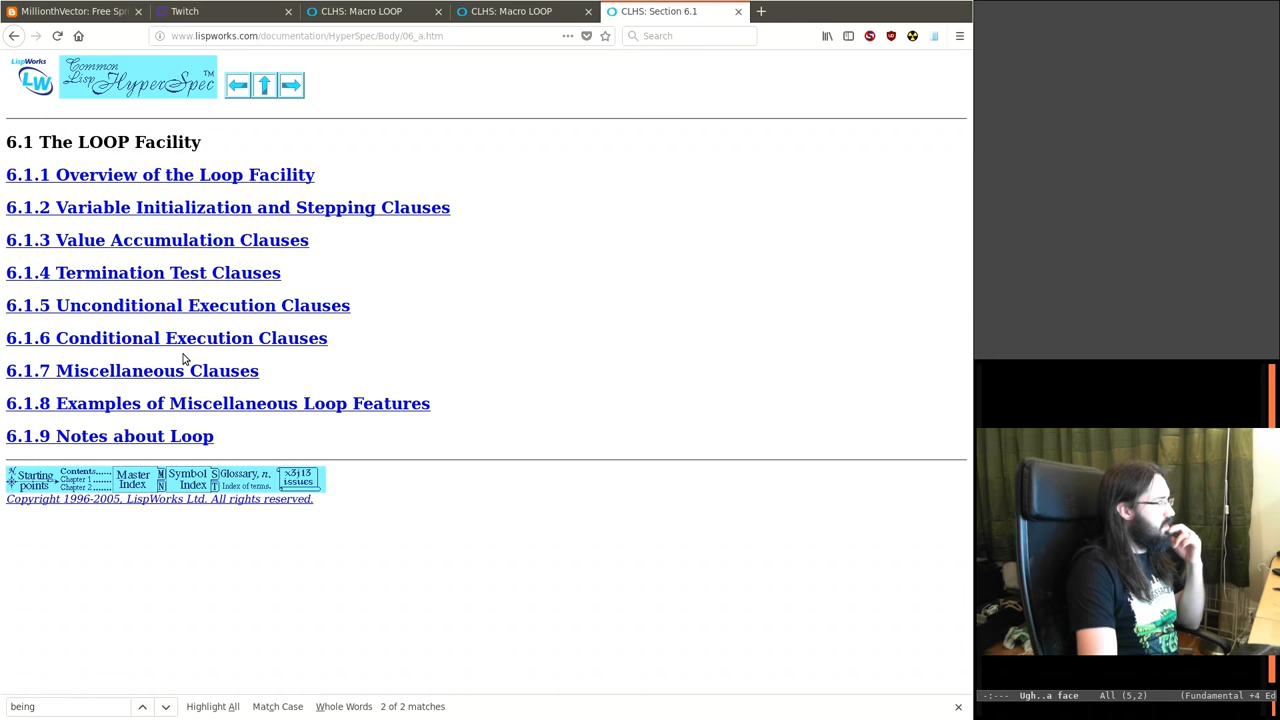 MillionthVector: Free Spri
Twitch
CLHS: Macro LOOP
CLHS: Macro LOOP
CLHS: Section 6.1
www.lispworks.com/documentation/HyperSpec/Body/06_a.htm
Search
LispWorks
LW
Common
Lisp HyperSpec™
6.1 The LOOP Facility
6.1.1 Overview of the Loop Facility
6.1.2 Variable Initialization and Stepping Clauses
6.1.3 Value Accumulation Clauses
6.1.4 Termination Test Clauses
6.1.5 Unconditional Execution Clauses
6.1.6 Conditional Execution Clauses
6.1.7 Miscellaneous Clauses
6.1.8 Examples of Miscellaneous Loop Features
6.1.9 Notes about Loop
Starting points
Contents......
Chapter 1......
Chapter 2......
Master Index
M
N
Symbol Index
S
T
Glossary, n.
Index of terms.
x3j13 issues
Copyright 1996-2005, LispWorks Ltd. All rights reserved.
being
Highlight All Match Case Whole Words 2 of 2 matches
-:--- Ugh..a face All (5,2) (Fundamental +4 Ed